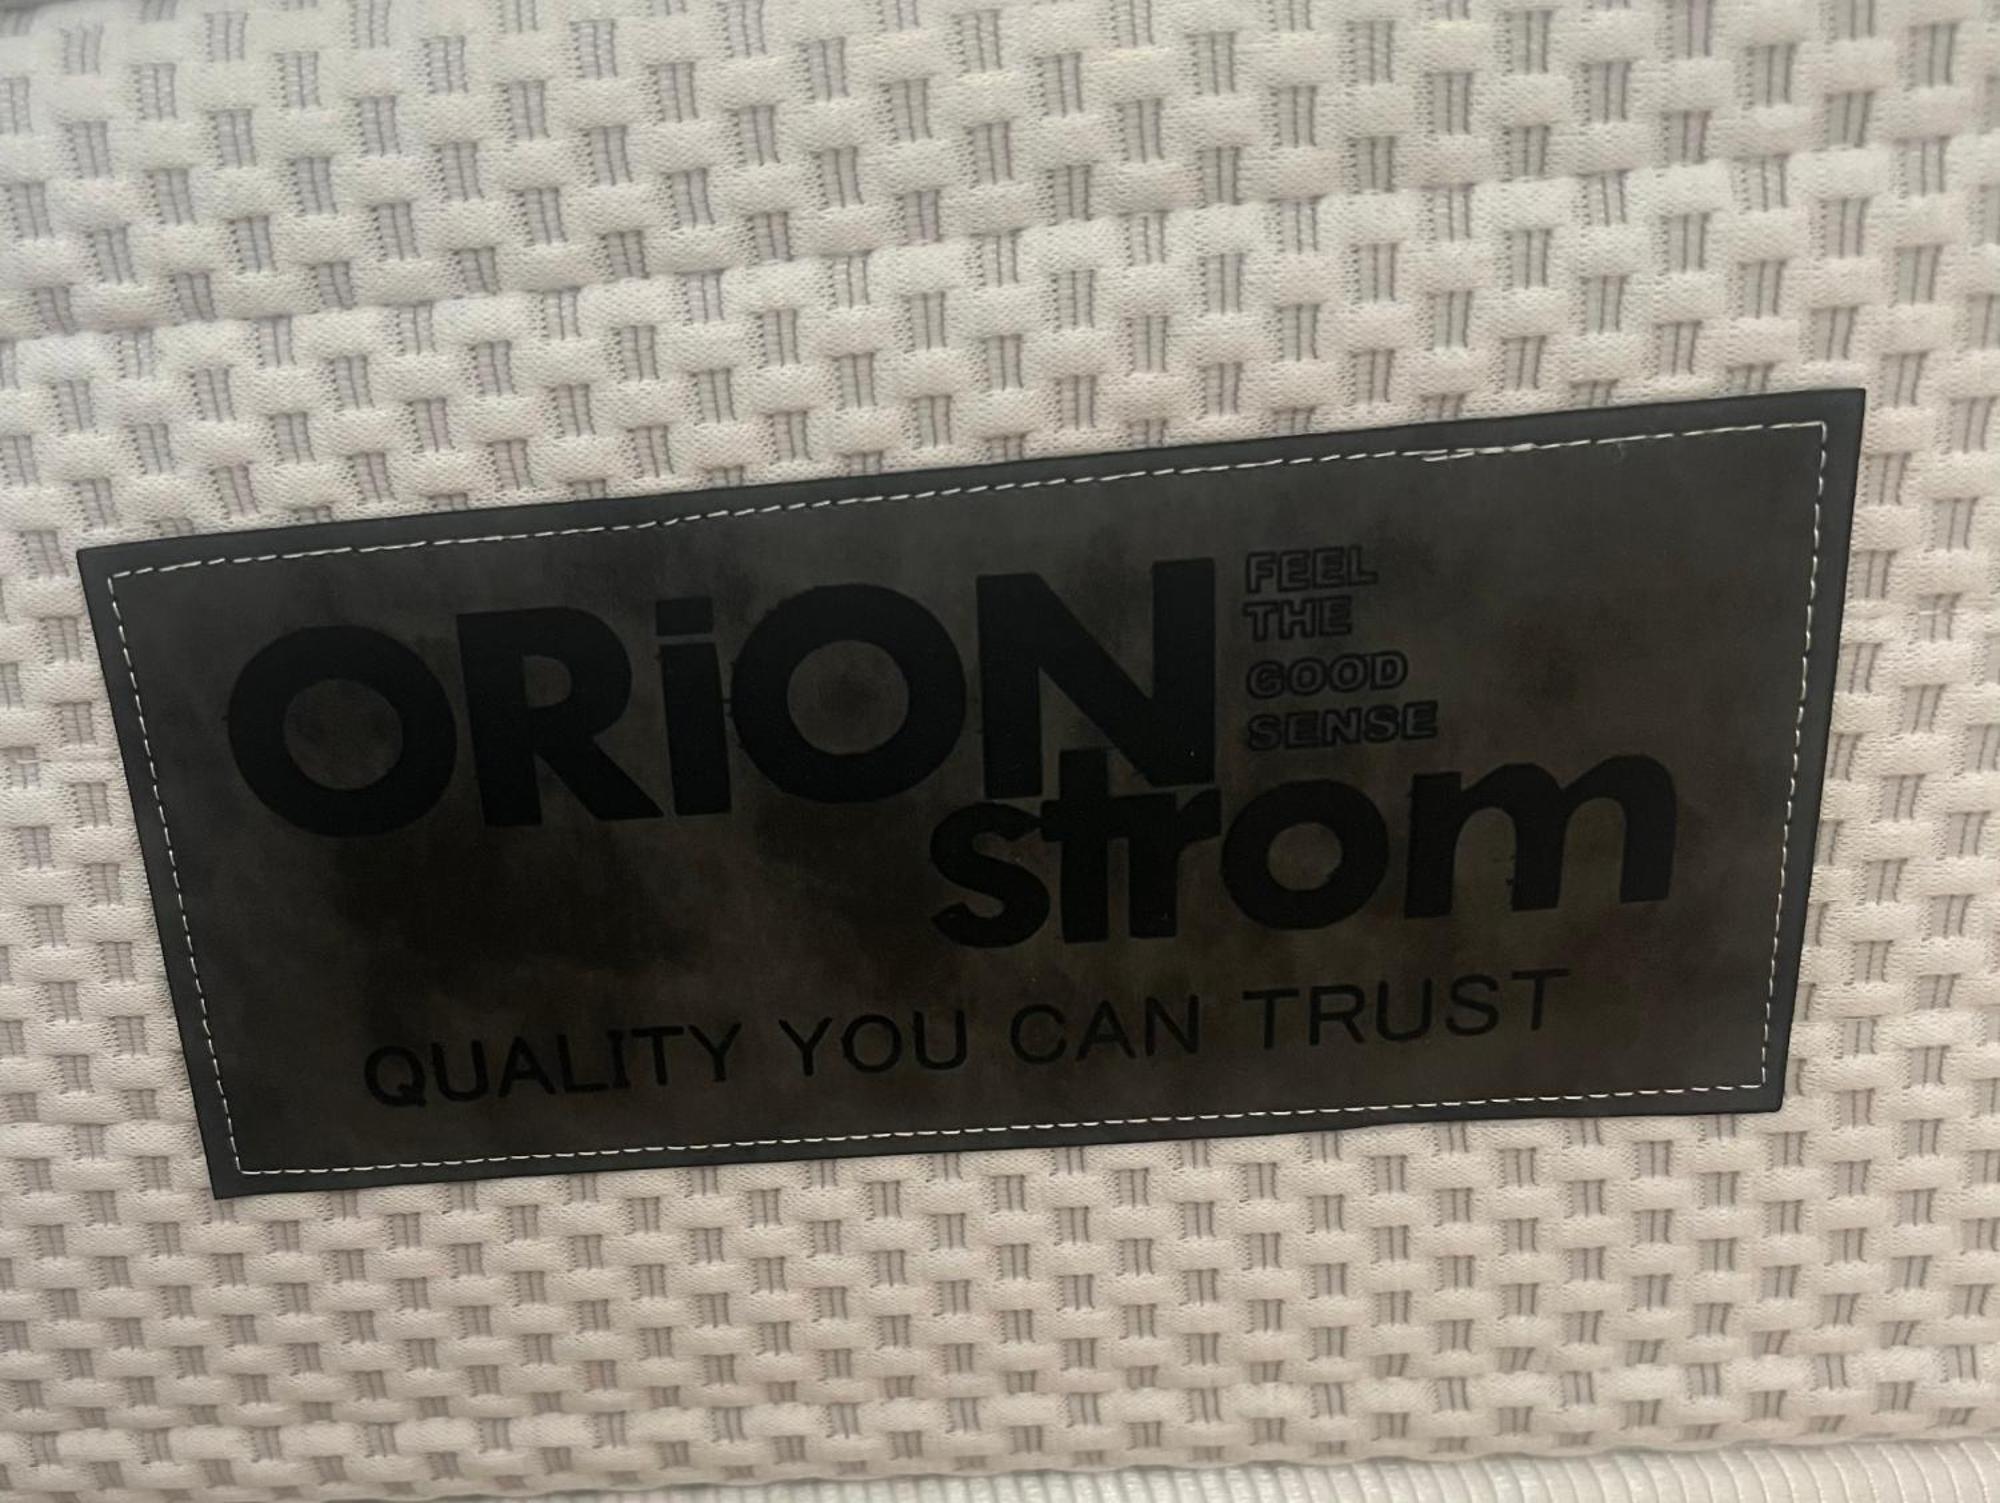 ORiON
FEEL
THE
GOOD
SENSE
strom
QUALITY YOU CAN TRUST